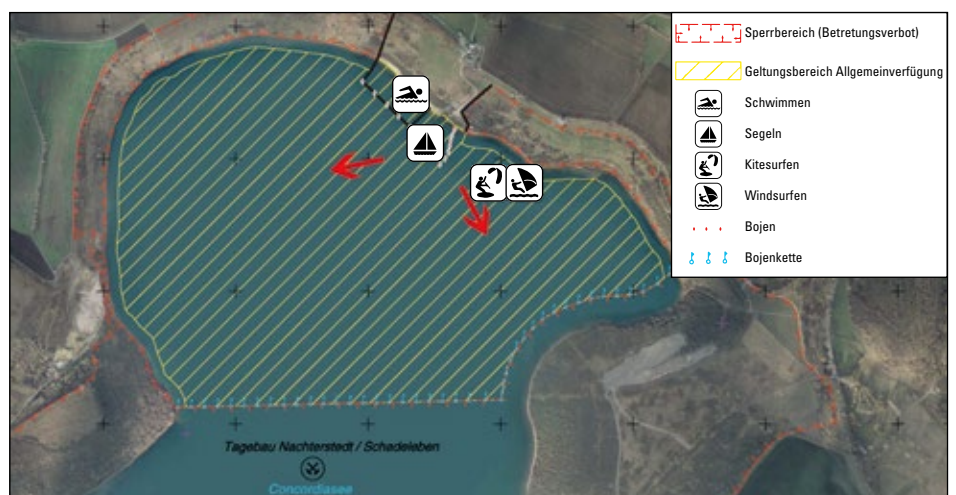 Sperrbereich (Betretungsverbot)
Geltungsbereich Allgemeinverfügung
Schwimmen
Segeln
Kitesurfen
Windsurfen
Bojen
Bojenkette
Tagebau Nachterstedt / Schadeleben
Concordiasee